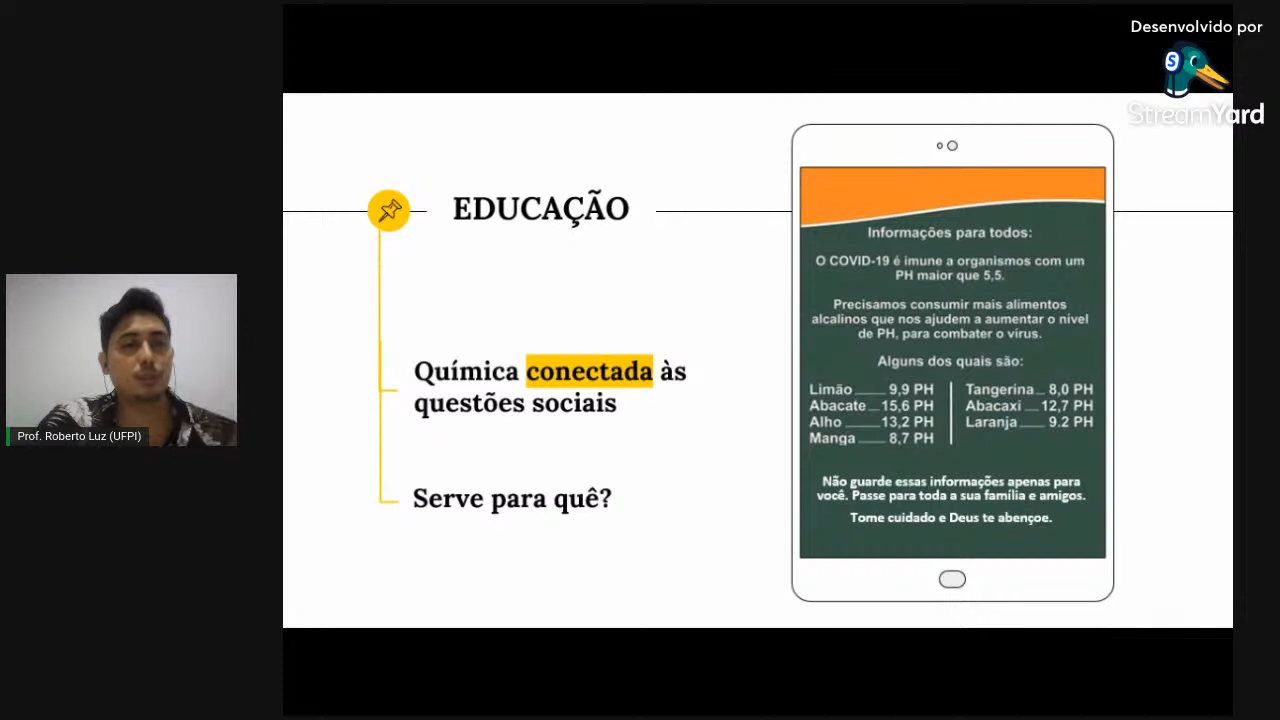 Desenvolvido por
StreamYard
EDUCAÇÃO
Química conectada às
questões sociais
Serve para quê?
Informações para todos:
O COVID-19 é imune a organismos com um
PH maior que 5,5.
Precisamos consumir mais alimentos
alcalinos que nos ajudem a aumentar o nível
de PH, para combater o vírus.
Alguns dos quais são:
Limão ____ 9,9 PH
Abacate __ 15,6 PH
Alho _____ 13,2 PH
Manga ____ 8,7 PH
Tangerina__ 8,0 PH
Abacaxi ___ 12,7 PH
Laranja ____ 9.2 PH
Não guarde essas informações apenas para
você. Passe para toda a sua família e amigos.
Tome cuidado e Deus te abençoe.
Prof. Roberto Luz (UFPI)